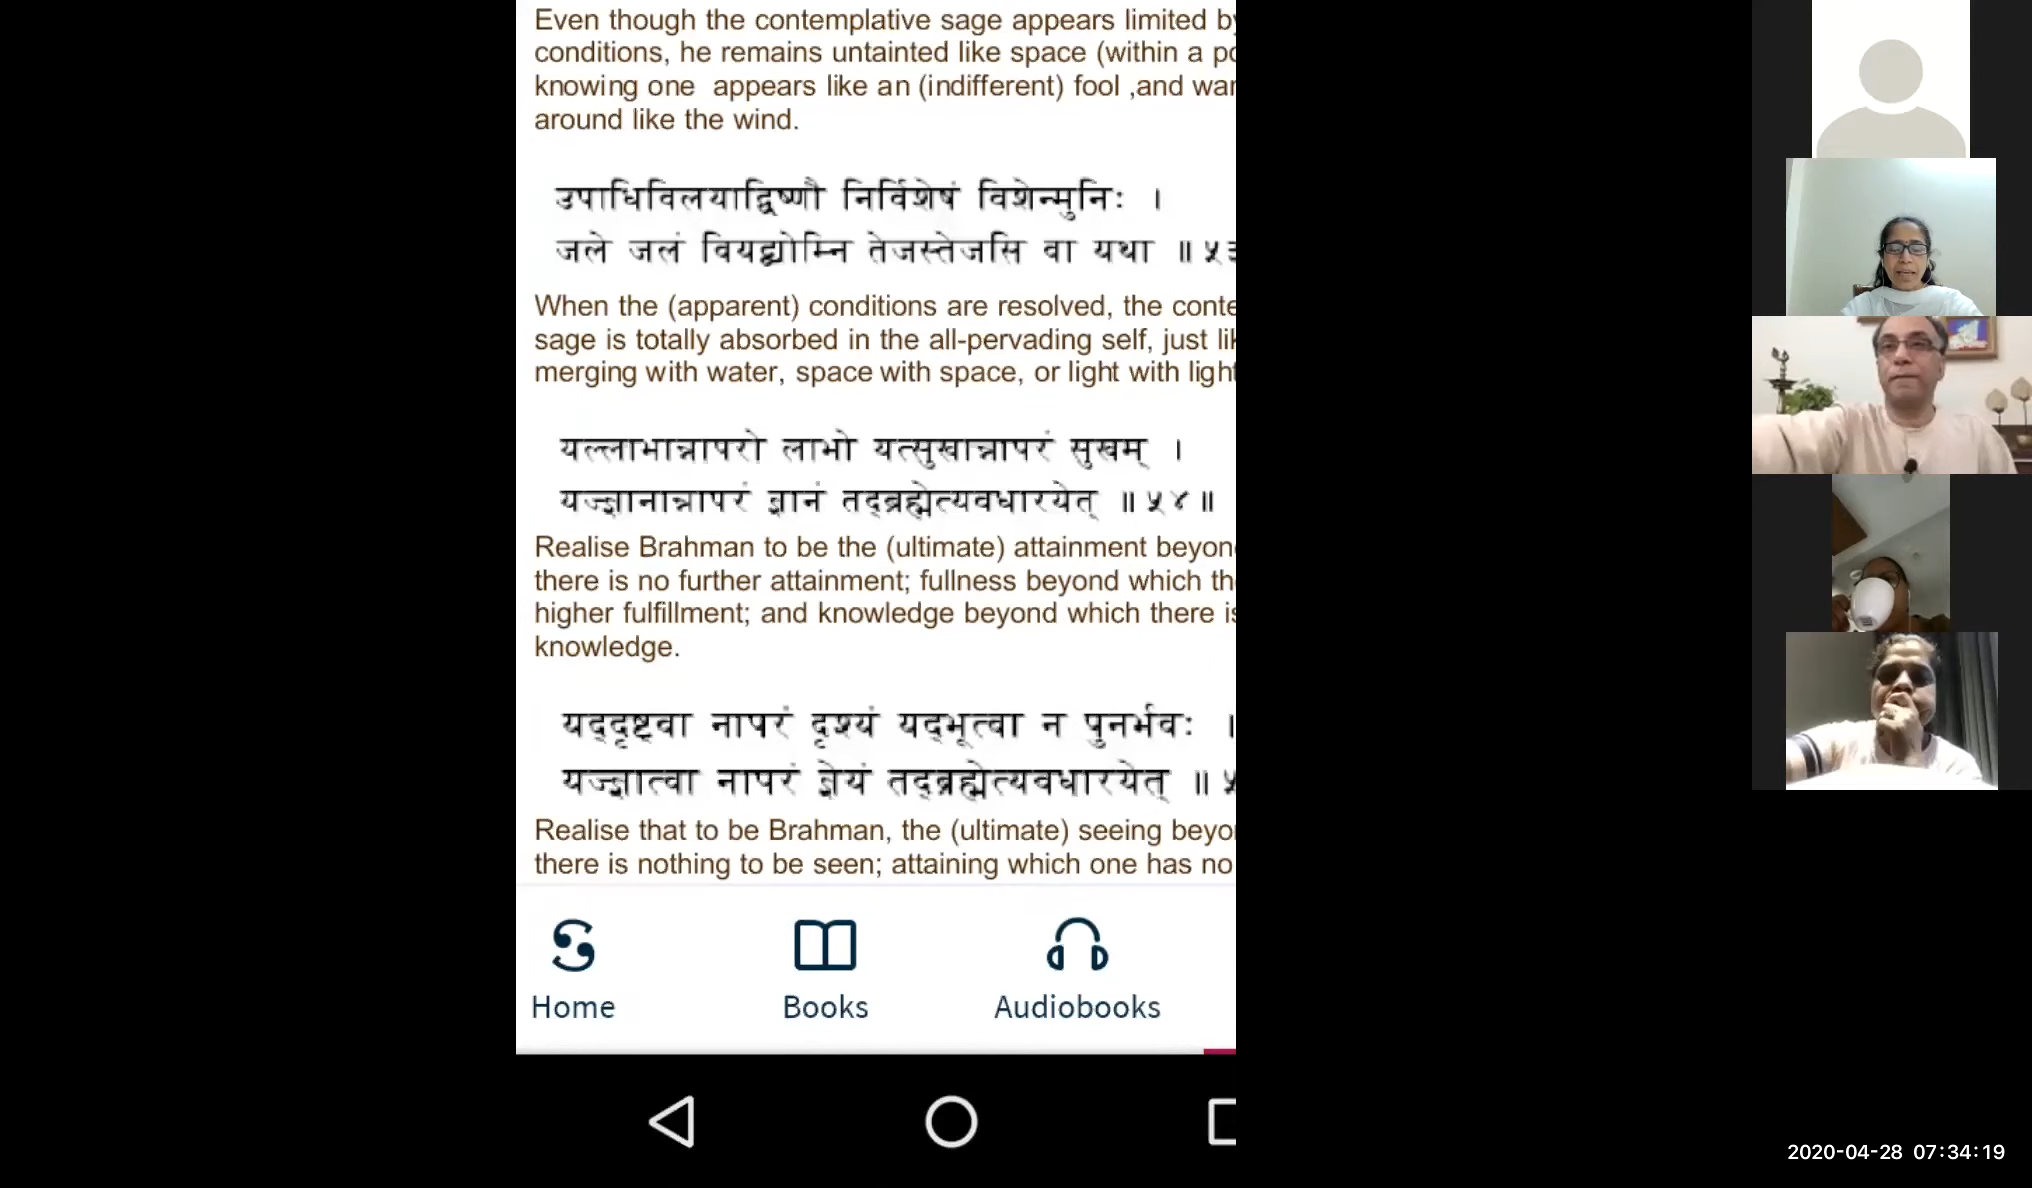 Even though the contemplative sage appears limited by
conditions, he remains untainted like space (within a po
knowing one appears like an (indifferent) fool ,and wan
around like the wind.
उपाधिविलयाद्विष्णौ निर्विशेषं विशेन्मुनिः ।
जले जलं वियद्व्योम्नि तेजस्तेजसि वा यथा ॥ ५३
When the (apparent) conditions are resolved, the conte
sage is totally absorbed in the all-pervading self, just lik
merging with water, space with space, or light with light
यल्लाभान्नापरो लाभो यत्सुखान्नापरं सुखम् ।
यज्ज्ञानान्नापरं ज्ञानं तद्ब्रह्मेत्यवधारयेत् ॥ ५४ ॥
Realise Brahman to be the (ultimate) attainment beyon
there is no further attainment; fullness beyond which th
higher fulfillment; and knowledge beyond which there is
knowledge.
यद्दृष्ट्वा नापरं दृश्यं यद्भूत्वा न पुनर्भवः ।
यज्ज्ञात्वा नापरं ज्ञेयं तद्ब्रह्मेत्यवधारयेत् ॥
Realise that to be Brahman, the (ultimate) seeing beyo
there is nothing to be seen; attaining which one has no
Home
Books
Audiobooks
2020-04-28 07:34:19